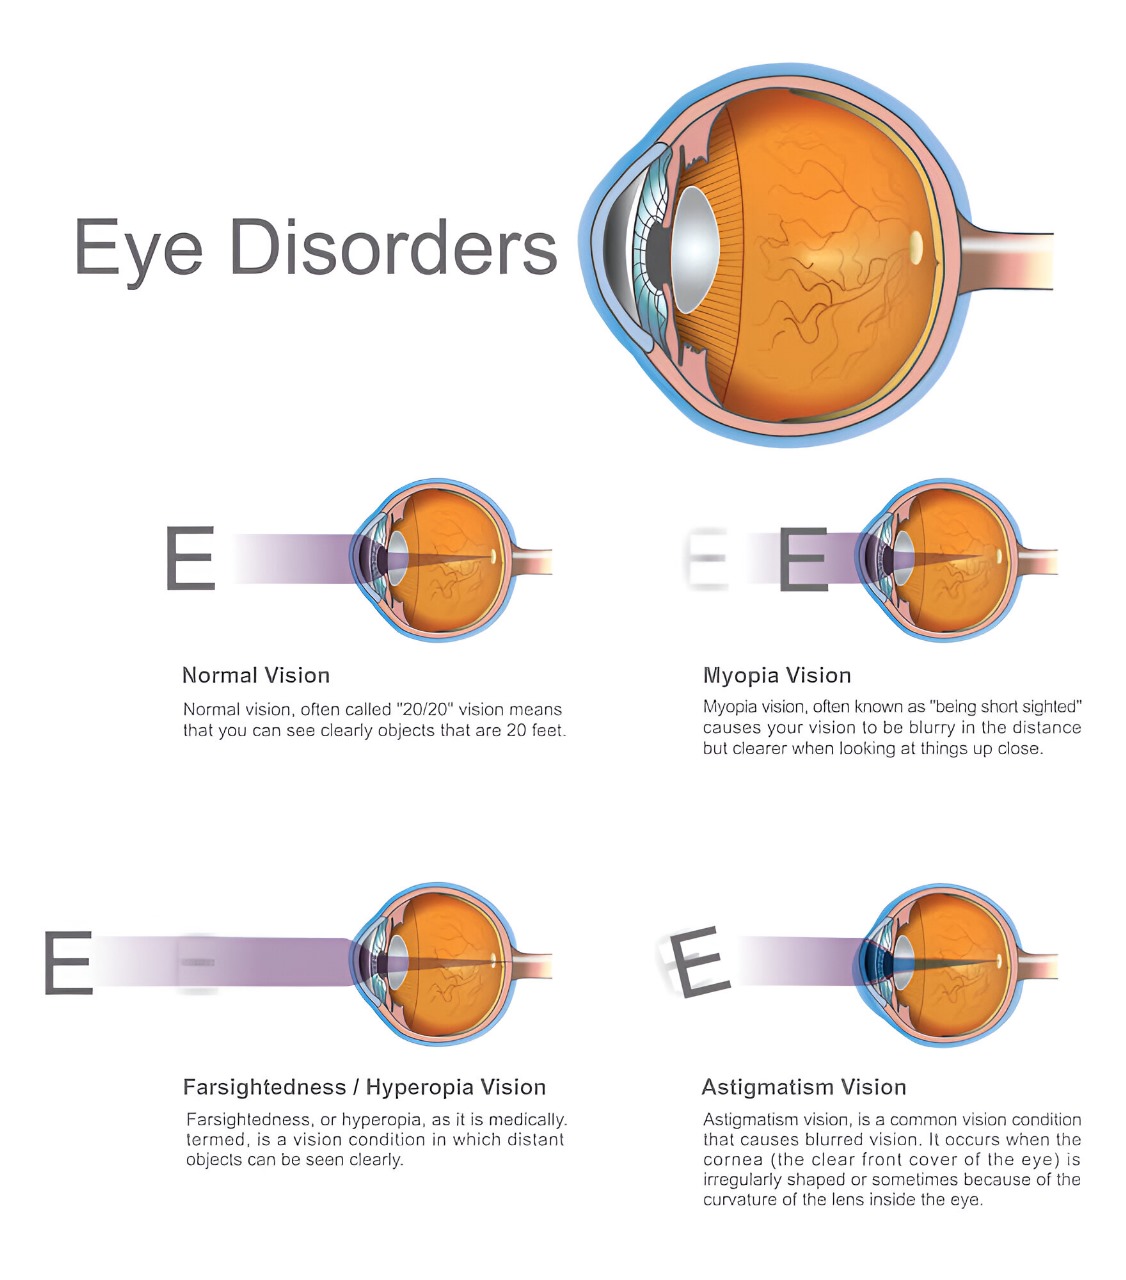 Eye Disorders
E
E
E
Normal Vision
Normal vision, often called "20/20" vision means
that you can see clearly objects that are 20 feet.
Myopia Vision
Myopia vision, often known as "being short sighted"
causes your vision to be blurry in the distance
but clearer when looking at things up close.
E
E
E
E
Farsightedness / Hyperopia Vision
Farsightedness, or hyperopia, as it is medically.
termed, is a vision condition in which distant
objects can be seen clearly.
Astigmatism Vision
Astigmatism vision, is a common vision condition
that causes blurred vision. It occurs when the
cornea (the clear front cover of the eye) is
irregularly shaped or sometimes because of the
curvature of the lens inside the eye.